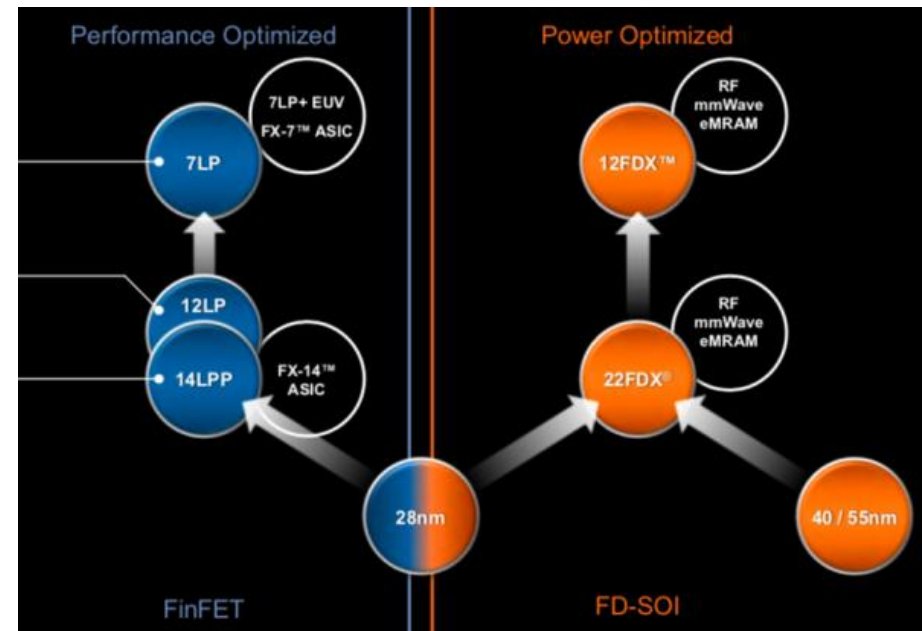 Performance Optimized
Power Optimized
7LP+ EUV
FX-7™ ASIC
7LP
RF
mmWave
eMRAM
12FDX™
12LP
14LPP
FX-14™
ASIC
RF
mmWave
eMRAM
22FDX®
28nm
40 / 55nm
FinFET
FD-SOI